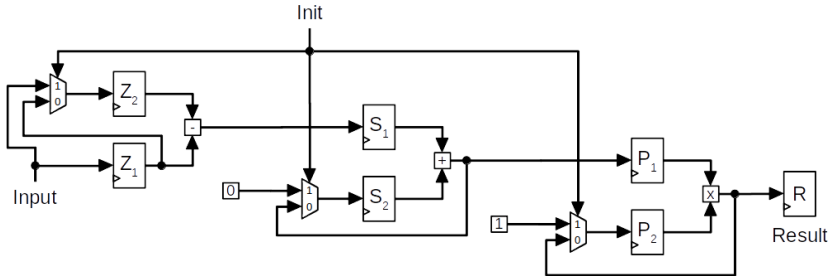 Init
1
0
Z2
-
Z1
Input
S1
+
0
1
0
S2
P1
1
1
0
P2
x
R
Result